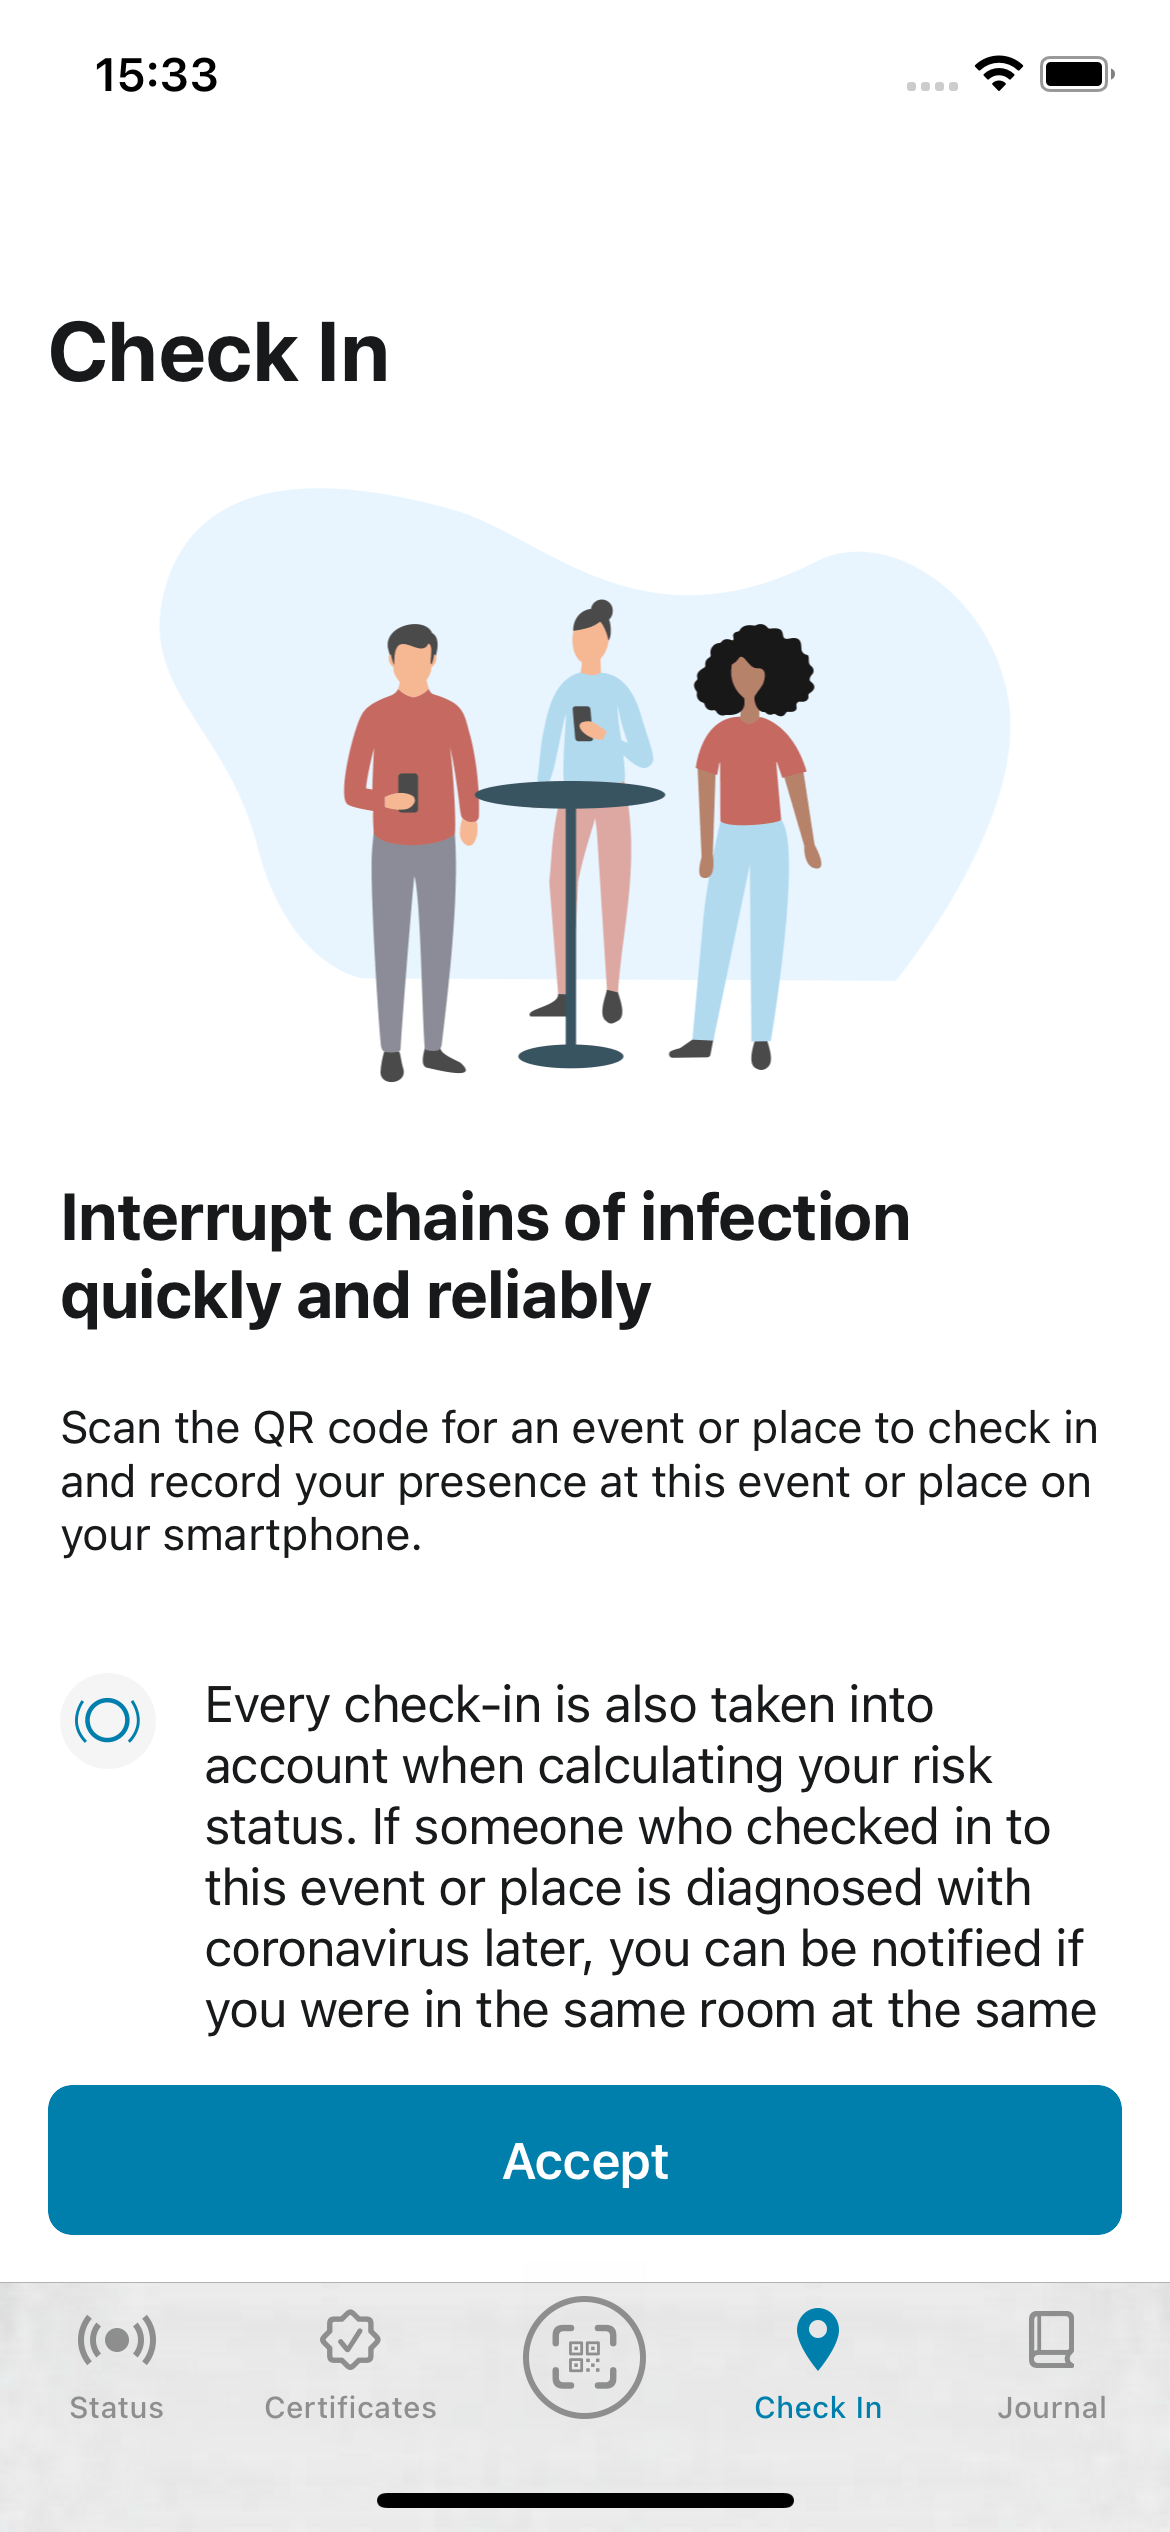 15:33
Check In
Interrupt chains of infection
quickly and reliably
Scan the QR code for an event or place to check in
and record your presence at this event or place on
your smartphone.
Every check-in is also taken into
account when calculating your risk
status. If someone who checked in to
this event or place is diagnosed with
coronavirus later, you can be notified if
you were in the same room at the same
Accept
Status
Certificates
Check In
Journal